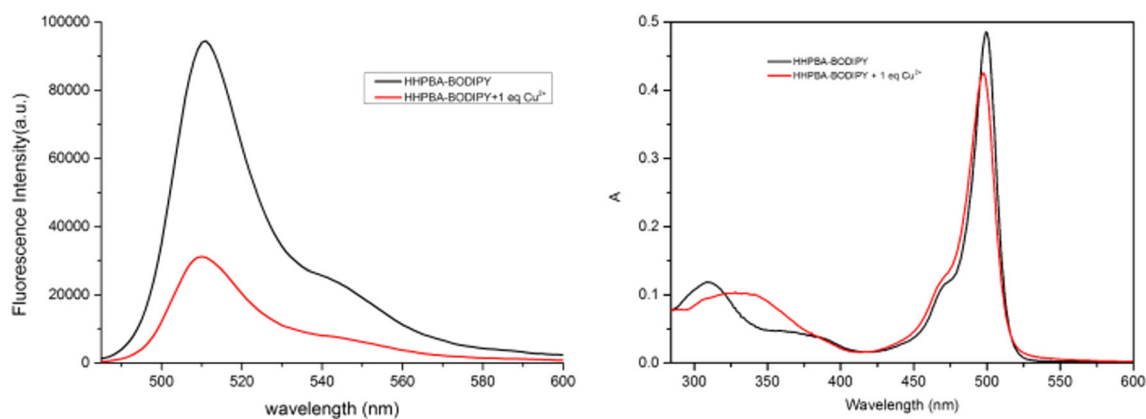 100000
80000
60000
40000
20000
0
Fluorescence Intensity(a.u.)
HHPBA-BODIPY
HHPBA-BODIPY+1 eq Cu²⁺
500 520 540 560 580 600
wavelength (nm)
0.5
0.4
0.3
0.2
0.1
0.0
A
HHPBA-BODIPY
HHPBA-BODIPY + 1 eq Cu²⁺
300 350 400 450 500 550 600
Wavelength (nm)